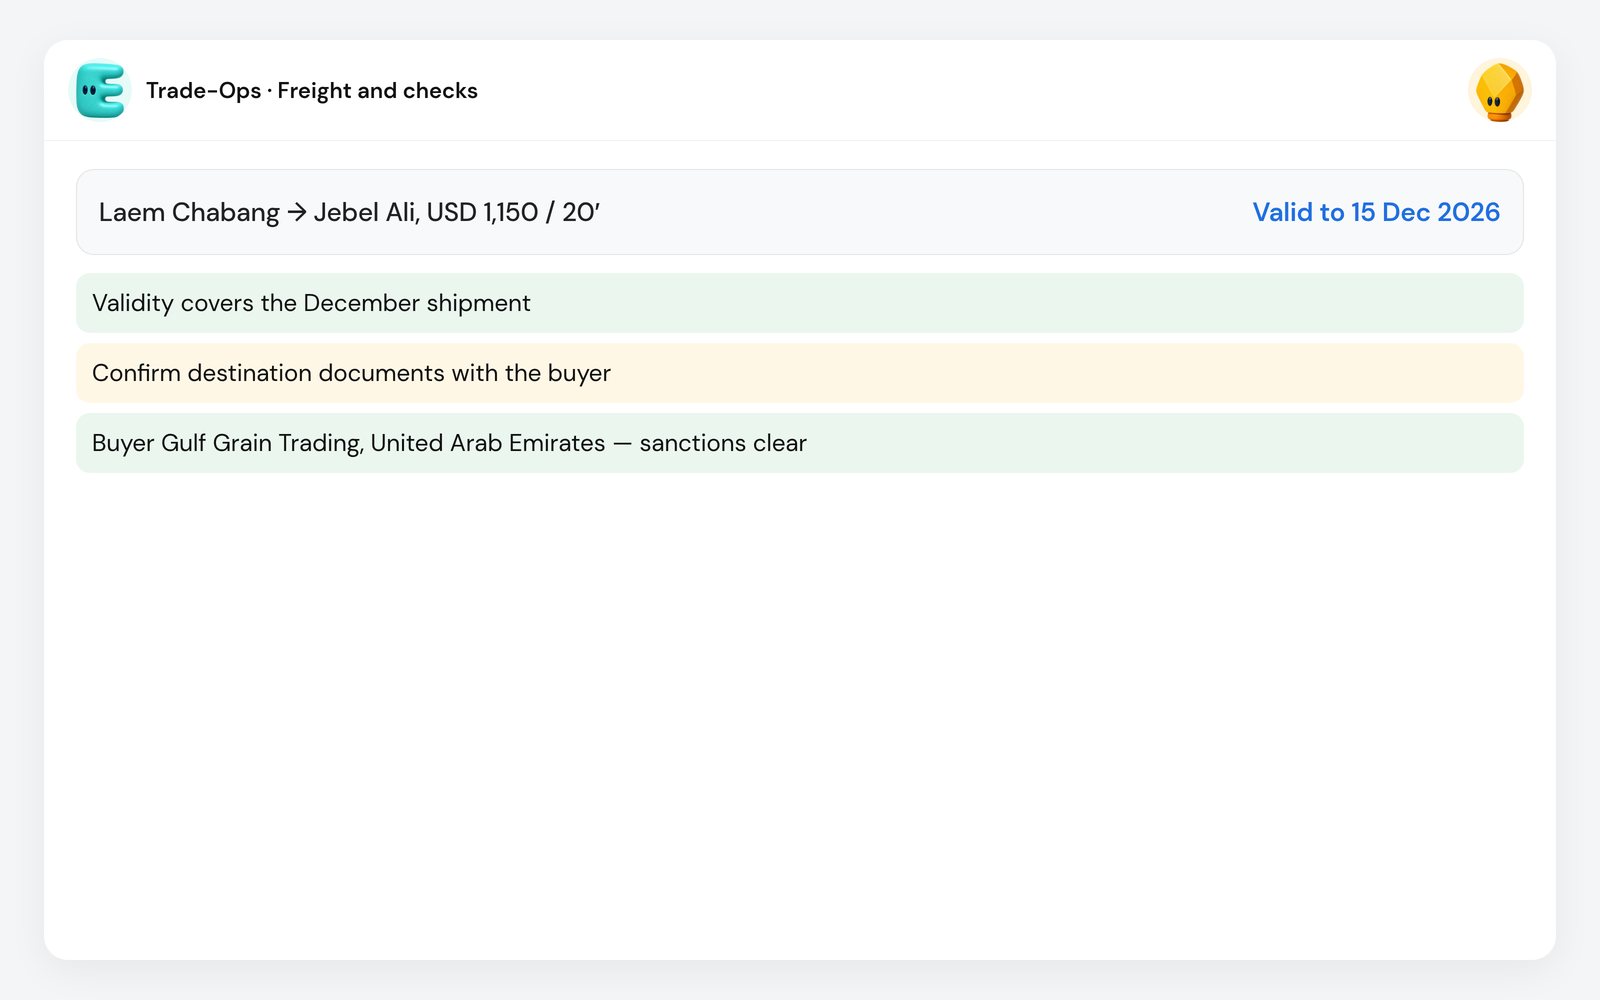 Trade-Ops · Freight and checks
Laem Chabang → Jebel Ali, USD 1,150 / 20′
Valid to 15 Dec 2026
Validity covers the December shipment
Confirm destination documents with the buyer
Buyer Gulf Grain Trading, United Arab Emirates — sanctions clear